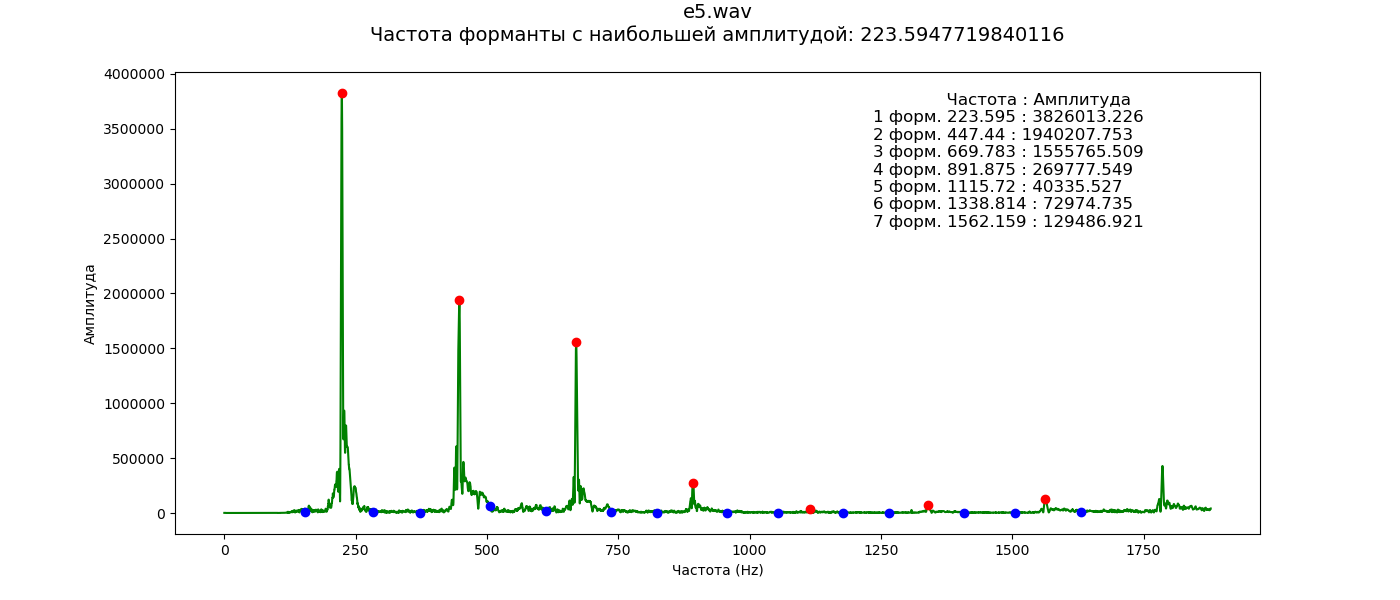 e5.wav
Частота форманты с наибольшей амплитудой: 223.5947719840116
Частота : Амплитуда
1 форм. 223.595 : 3826013.226
2 форм. 447.44 : 1940207.753
3 форм. 669.783 : 1555765.509
4 форм. 891.875 : 269777.549
5 форм. 1115.72 : 40335.527
6 форм. 1338.814 : 72974.735
7 форм. 1562.159 : 129486.921
Амплитуда
4000000
3500000
3000000
2500000
2000000
1500000
1000000
500000
0
0 250 500 750 1000 1250 1500 1750
Частота (Hz)